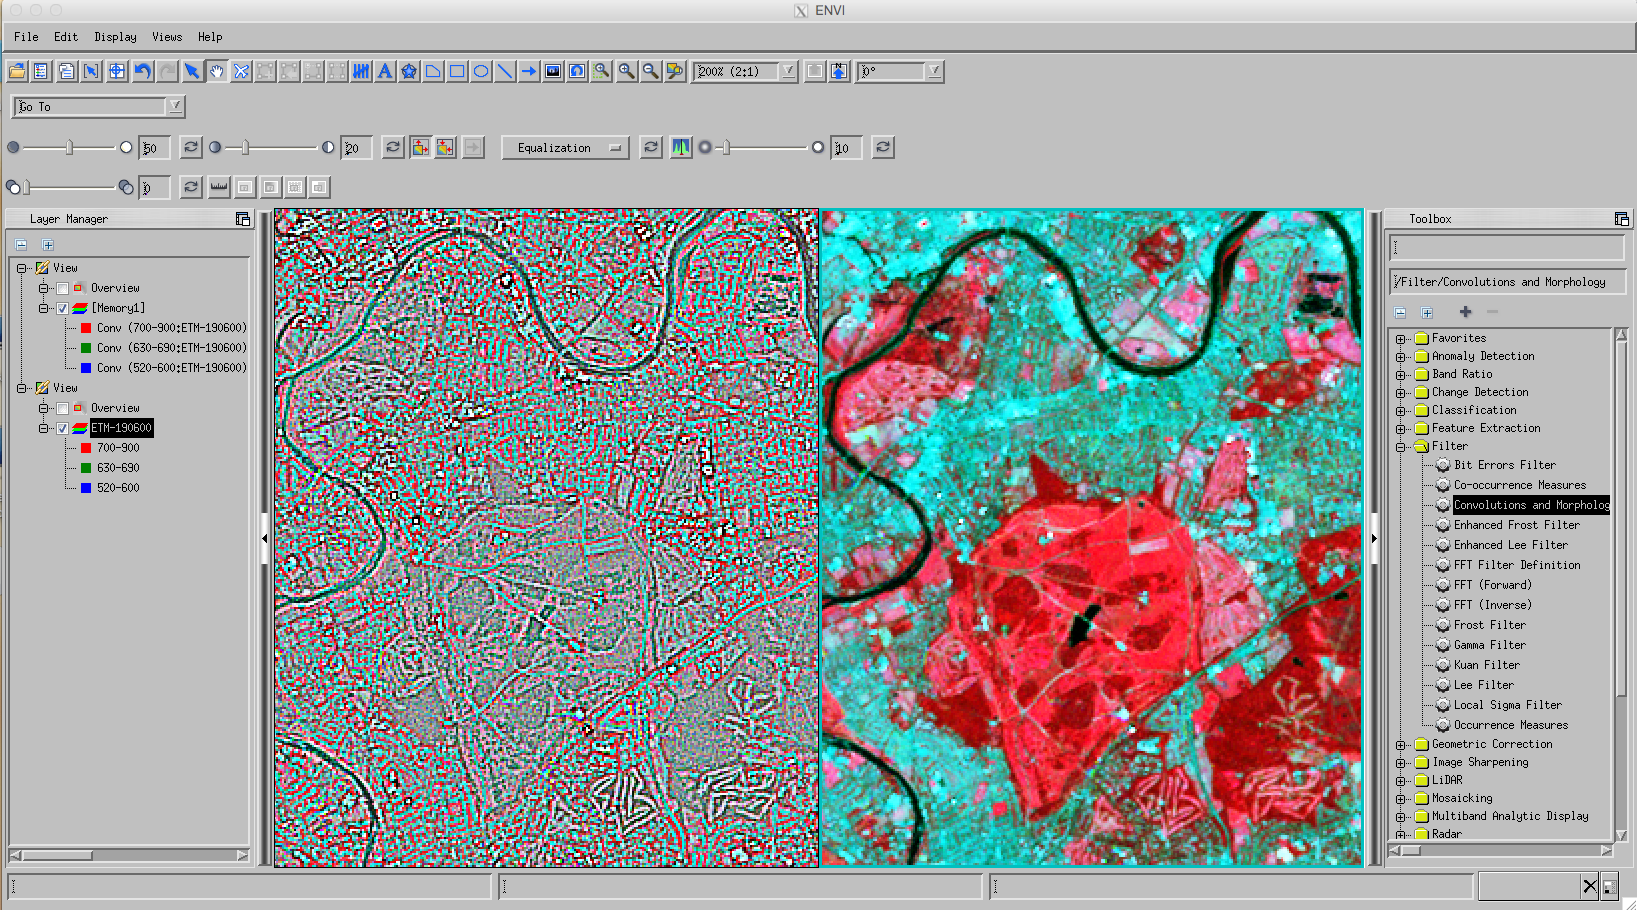 ENVI
File Edit Display Views Help
200% (2:1)
0°
Go To
50
20
Equalization
10
0
Layer Manager
View
Overview
[Memory1]
Conv (700-900:ETM-190600)
Conv (630-690:ETM-190600)
Conv (520-600:ETM-190600)
View
Overview
ETM-190600
700-900
630-690
520-600
Toolbox
/Filter/Convolutions and Morphology
Favorites
Anomaly Detection
Band Ratio
Change Detection
Classification
Feature Extraction
Filter
Bit Errors Filter
Co-occurrence Measures
Convolutions and Morpholog
Enhanced Frost Filter
Enhanced Lee Filter
FFT Filter Definition
FFT (Forward)
FFT (Inverse)
Frost Filter
Gamma Filter
Kuan Filter
Lee Filter
Local Sigma Filter
Occurrence Measures
Geometric Correction
Image Sharpening
LiDAR
Mosaicking
Multiband Analytic Display
Radar